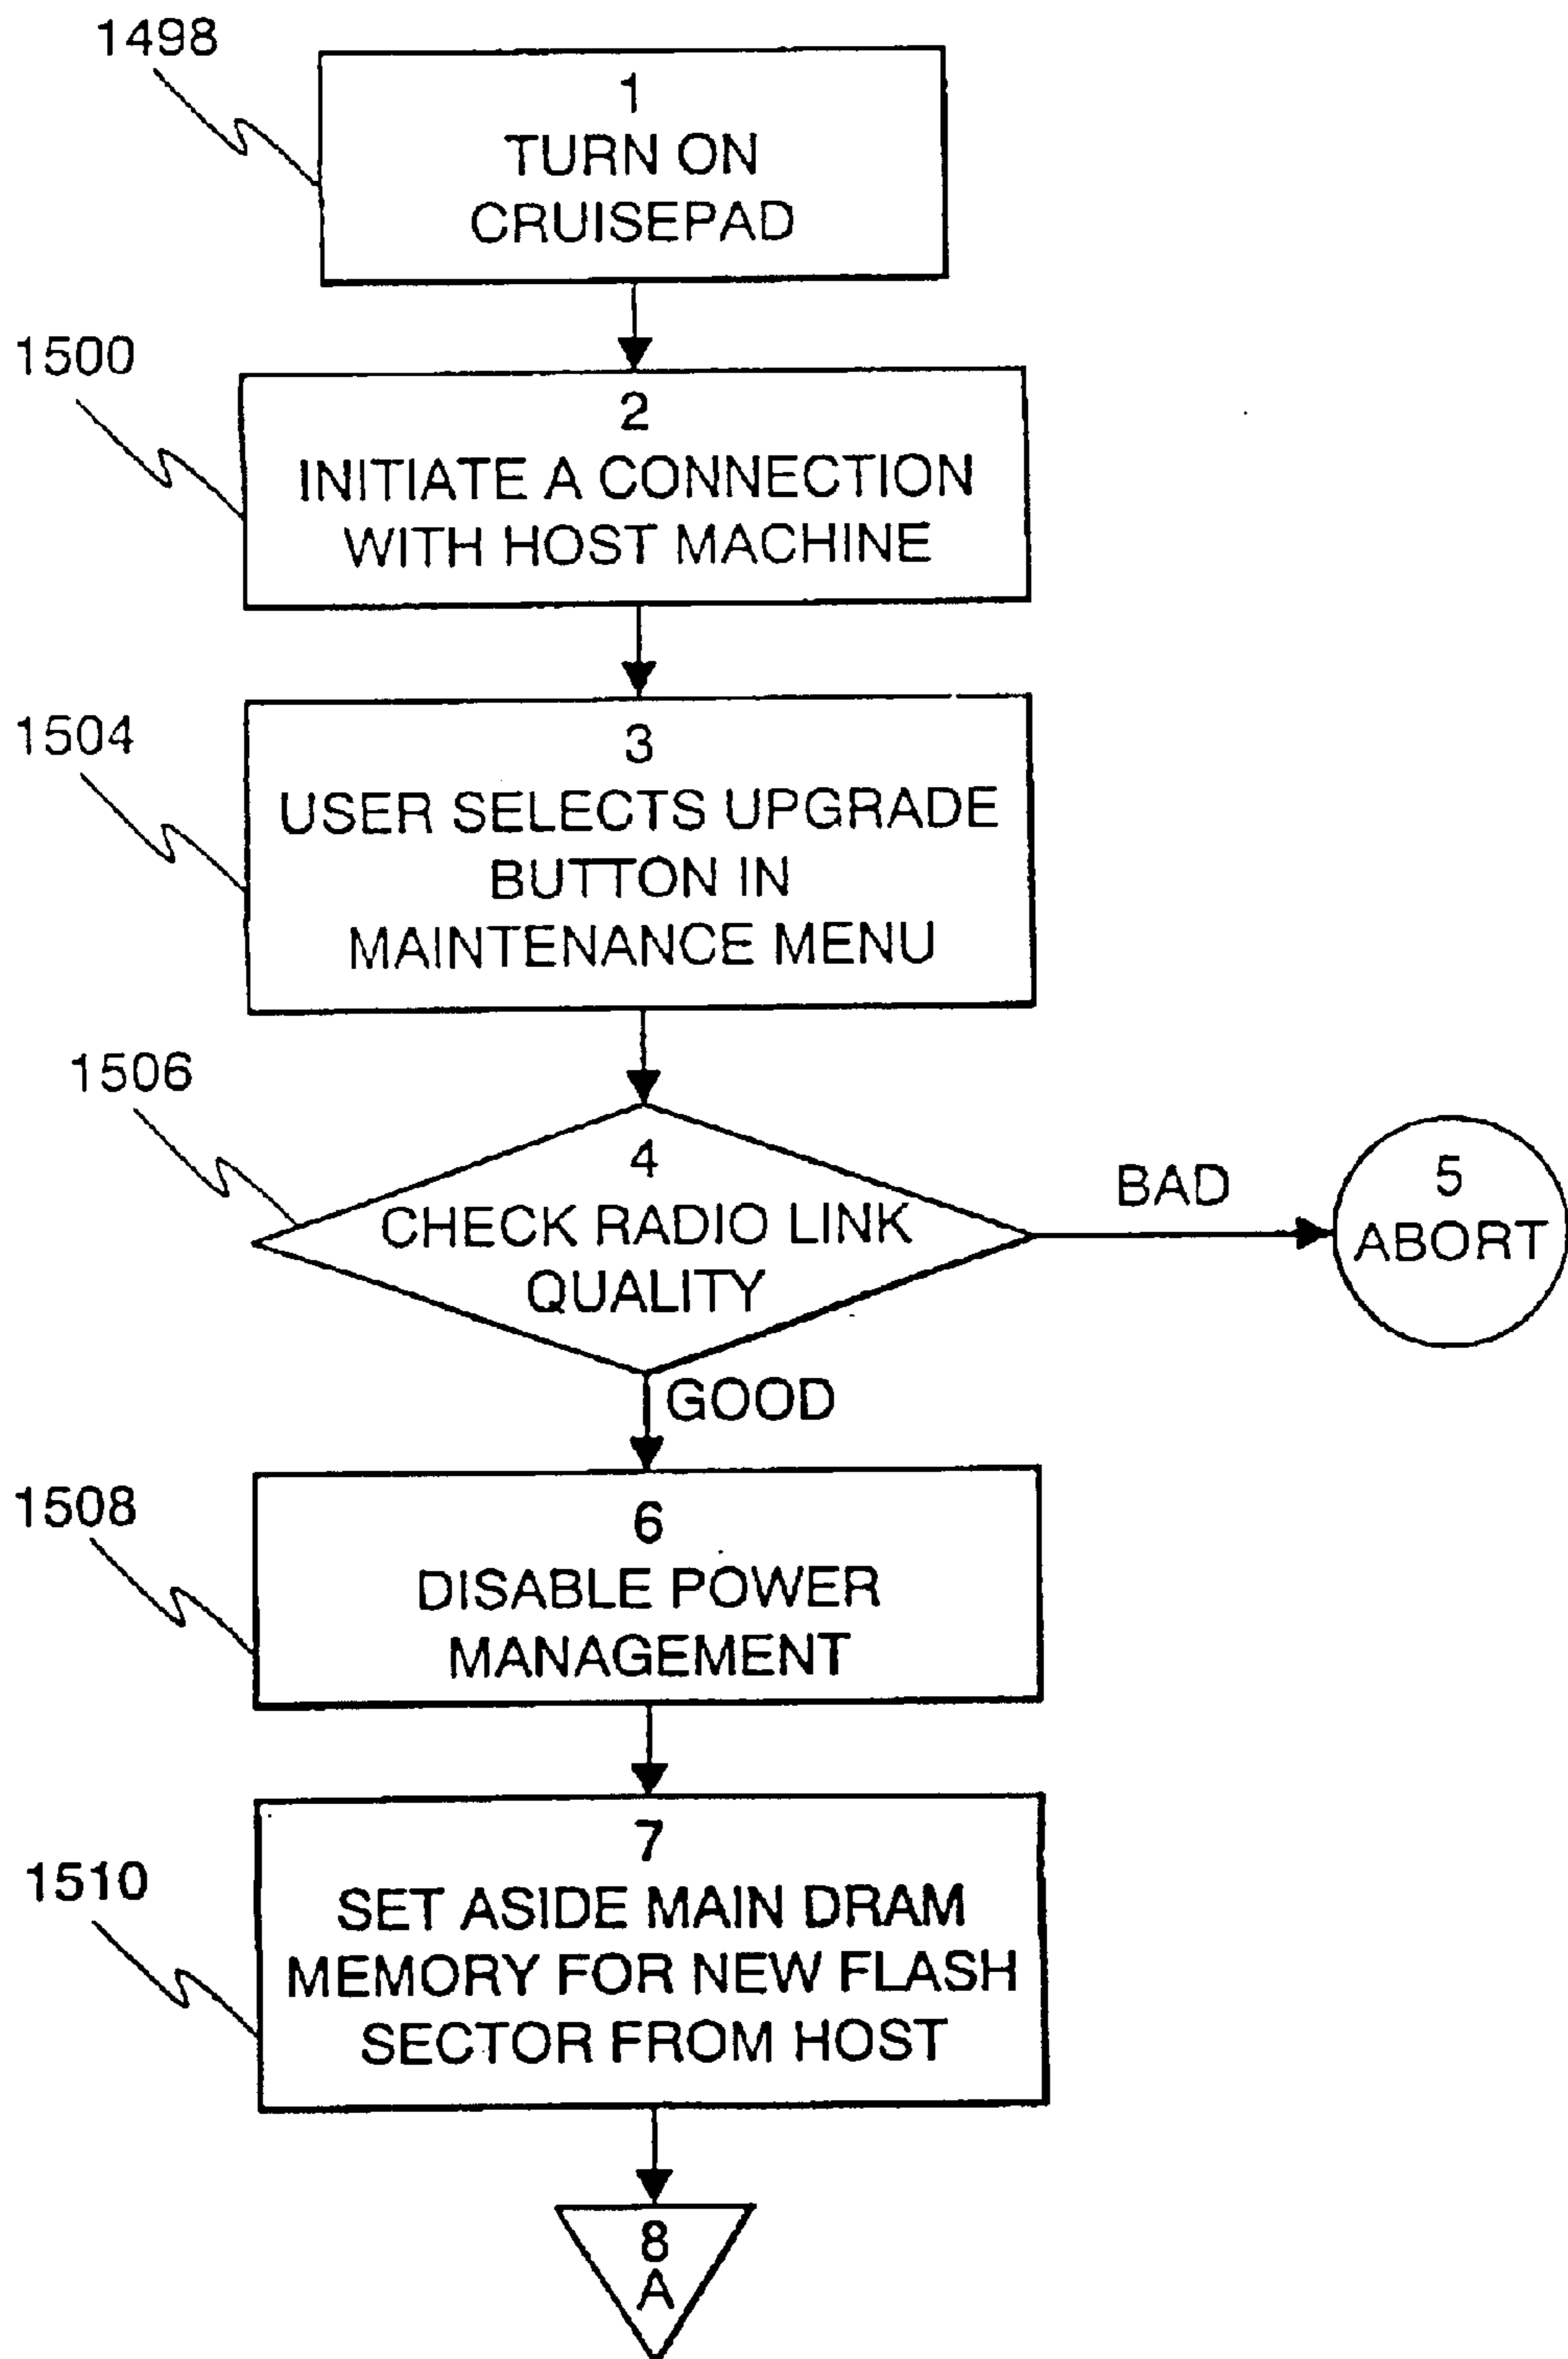 1498
1
TURN ON
CRUISEPAD
1500
2
INITIATE A CONNECTION
WITH HOST MACHINE
1504
3
USER SELECTS UPGRADE
BUTTON IN
MAINTENANCE MENU
1506
4
CHECK RADIO LINK
QUALITY
BAD
5
ABORT
GOOD
1508
6
DISABLE POWER
MANAGEMENT
1510
7
SET ASIDE MAIN DRAM
MEMORY FOR NEW FLASH
SECTOR FROM HOST
8
A